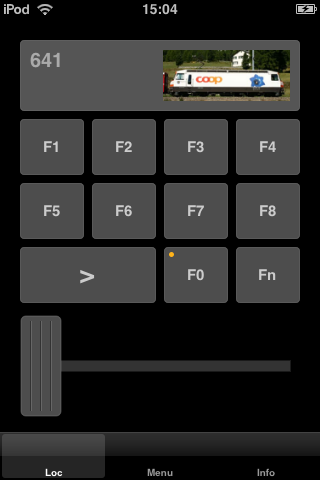 iPod 15:04
641
coop
F1 F2 F3 F4
F5 F6 F7 F8
> F0 Fn
Loc Menu Info